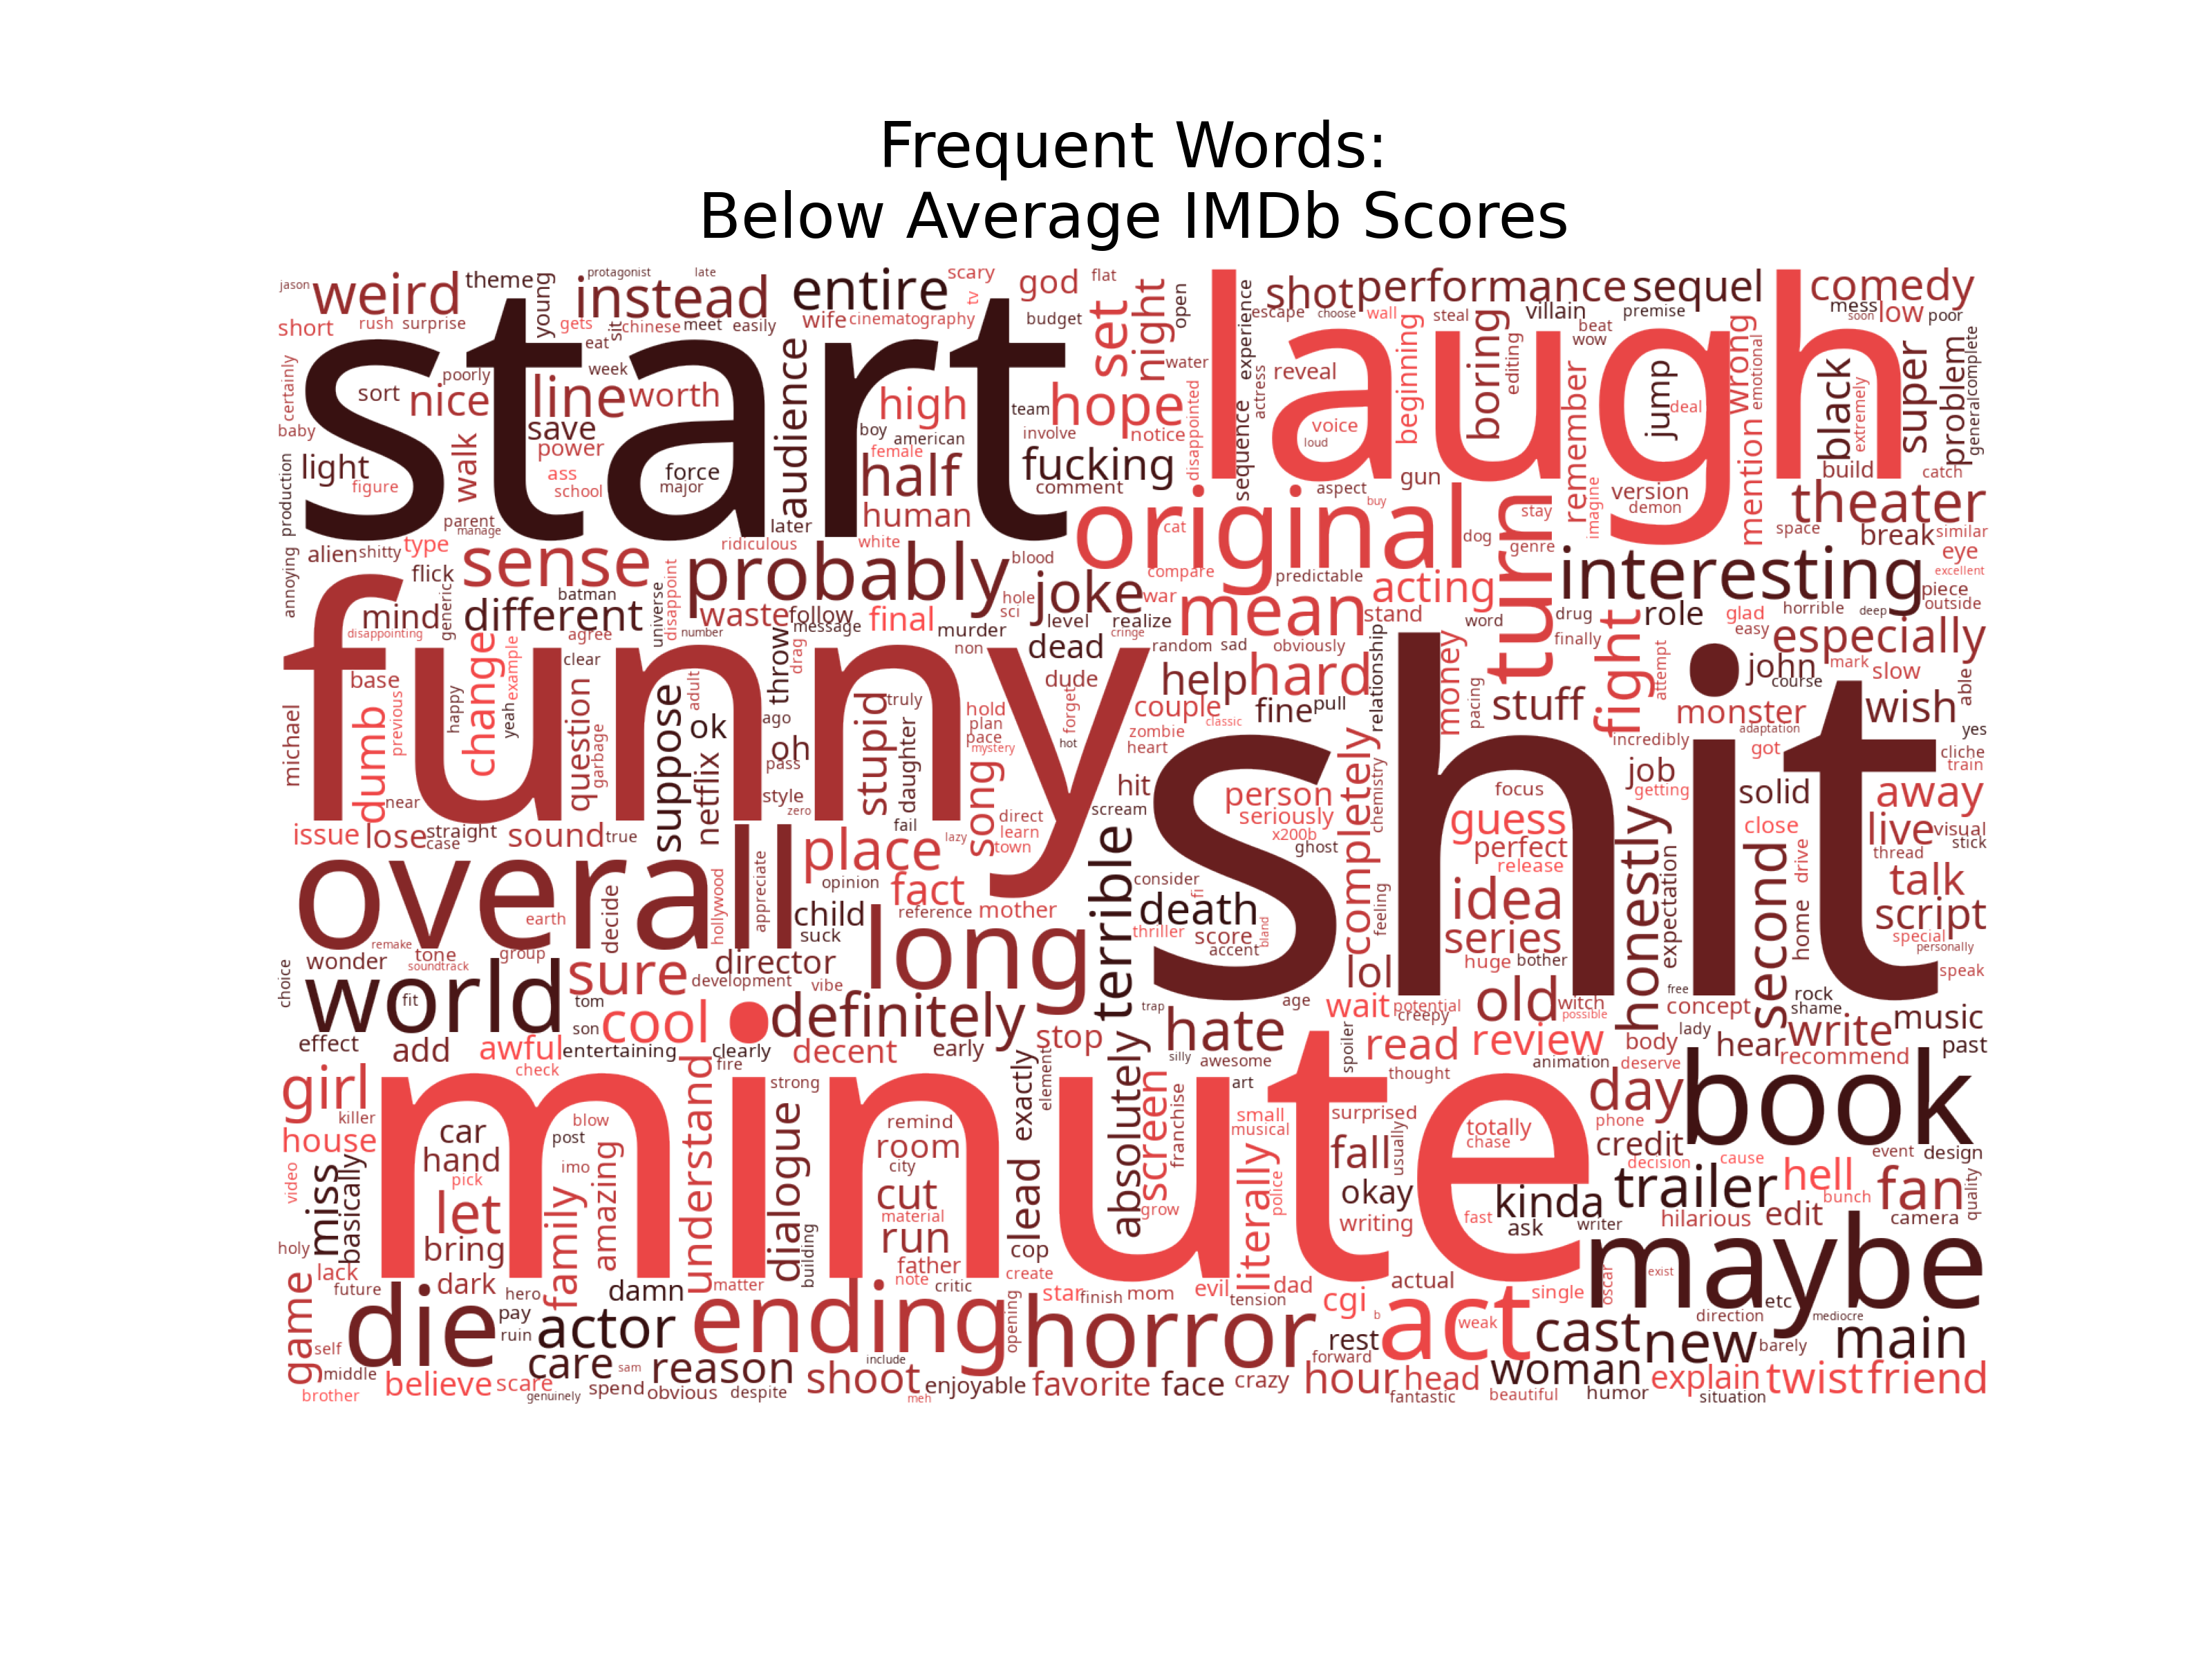 Frequent Words:
Below Average IMDb Scores
jason weird theme young protagonist late instead entire scary tv god flat set night open experience shot performance sequel comedy
short rush surprise gets sit chinese meet easily wife cinematography budget escape choose wall steal villain premise mess soon low poor
start laugh
certainly sort poorly nice eat week line worth audience high team hope water disappointed sequence actress reveal beginning boring editing beat wow remember jump deal mention wrong emotional black extremely super problem general complete
baby light walk save power force boy american female half involve notice fucking voice loud gun build catch
production figure ass school major later human comment original cat aspect buy turn stay imagine version demon theater
annoying alien shitty parent manage type sense ridiculous white probably blood dog genre space break similar eye excellent
flick batman different mind generic universe disappoint waste follow hole sci joke war compare predictable acting interesting piece outside
disappointing agree number message final murder level realize cringe mean stand word drug role glad horrible deep easy
funny shit
base change example clear question suppose adult throw drag non dead random sad obviously relationship money finally fight attempt especially john mark slow course able
michael dumb previous happy yeah garbage ok ago oh stupid truly daughter dude forget help hard couple fine pull pacing stuff monster wish yes
netflix pass hold plan pace mystery song hot zombie heart classic incredibly adaptation got cliche train
near style zero hit scream person seriously completely chemistry focus guess perfect release job getting solid away
issue lose straight case sound true fail lazy direct learn town x200b ghost honestly close live visual stick
overall place fact opinion terrible consider fi idea second drive thread talk
earth decide hollywood appreciate child reference mother death thriller score accent bland feeling series expectation home script special personally
remake soundtrack wonder tone group director suck long lol huge bother speak
choice world fit tom sure development vibe trap age wait potential creepy old witch possible free concept rock shame
effect son cool definitely stop hate spoiler read review lady hear write music past
add awful entertaining clearly fire decent early absolutely silly awesome thought animation body deserve recommend
minute
girl check understand strong exactly element screen art day book
killer house car blow post dialogue remind room city franchise small musical surprised fall usually totally chase phone credit
video miss basically hand pick imo amazing family cut material lead grow literally police okay writing fast kinda ask writer decision cause trailer hell bunch event design fan quality
holy let bring building run father cop hilarious edit camera
lack future game dark hero damn matter note critic create evil tension dad actual single oscar exist maybe
die pay ruin actor ending opening star finish mom horror cgi b act weak cast etc direction mediocre
self middle care sam reason include rest forward new barely main
brother believe scare genuinely spend obvious despite shoot meh enjoyable favorite face crazy hour head fantastic woman beautiful humor explain situation twist friend